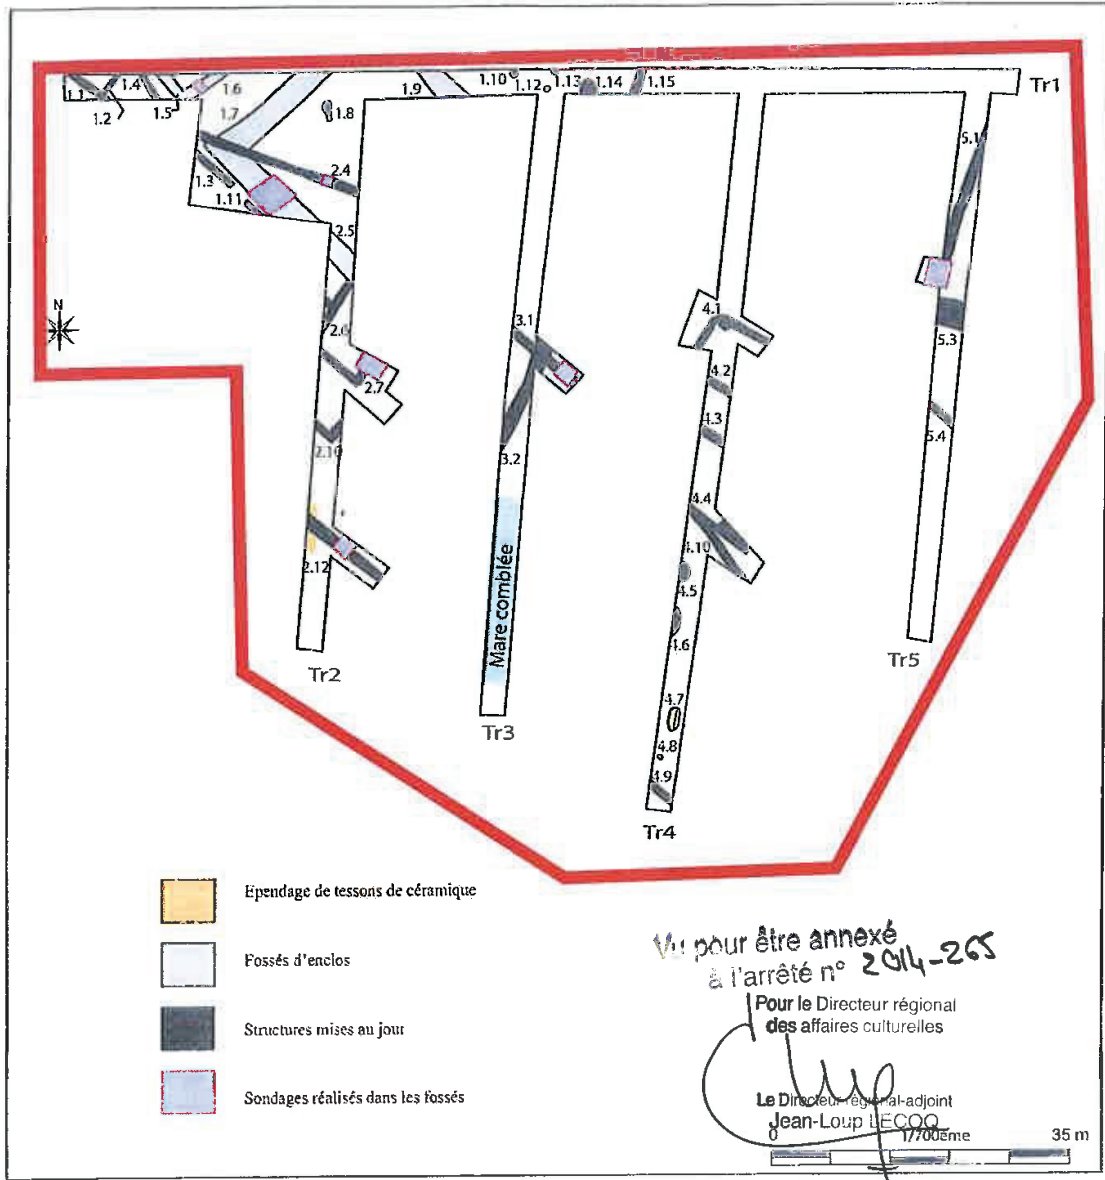 1.10
1.13
1.1
1.4
1.6
1.9
1.12
1.14
1.15
Tr1
1.2
1.5
1.7
1.8
5.1
1.3
2.4
1.11
2.5
N
2.6
3.1
4.1
5.3
2.7
4.2
4.3
5.4
2.10
3.2
4.4
Mare comblée
4.10
2.12
4.5
4.6
Tr2
Tr5
4.7
Tr3
4.8
4.9
Tr4
Ependage de tessons de céramique
Fossés d'enclos
Structures mises au jour
Sondages réalisés dans les fossés
Vu pour être annexé
à l'arrêté n° 2014-265
Pour le Directeur régional
des affaires culturelles
Le Directeur régional-adjoint
Jean-Loup LECOQ
0 1/700ème 35 m